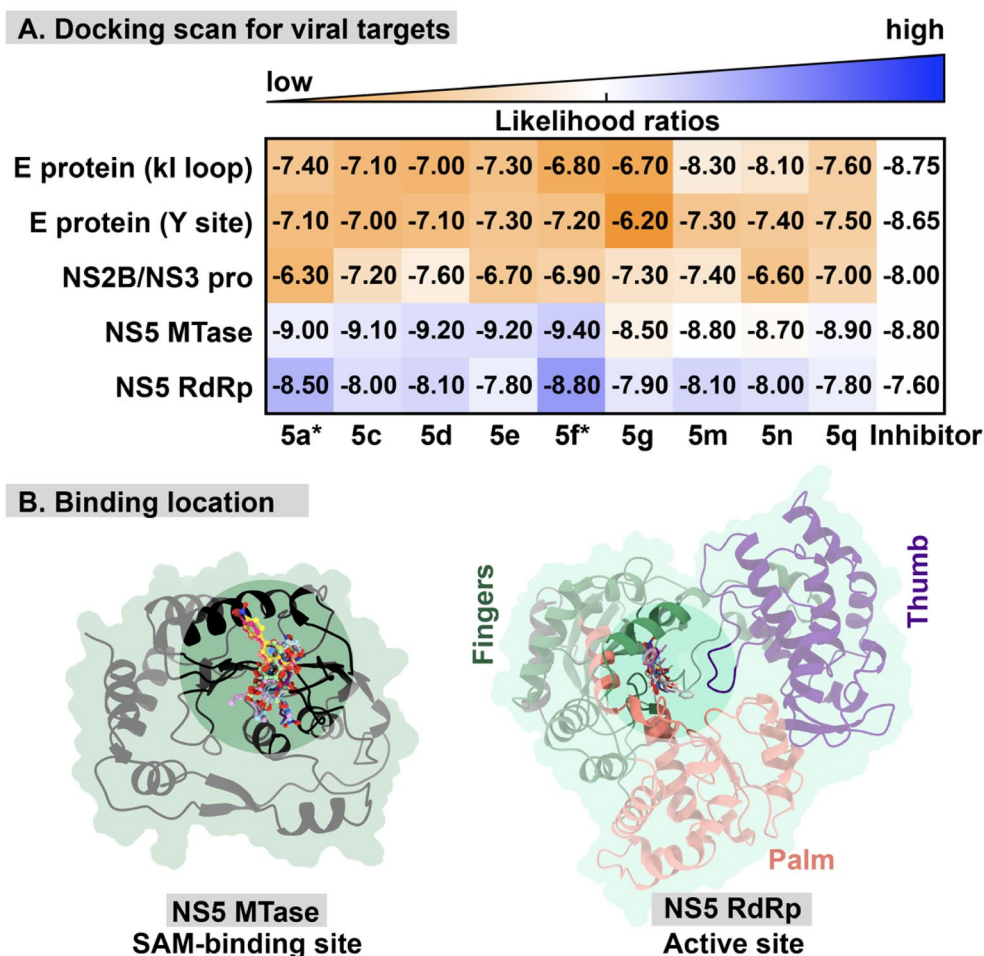 A. Docking scan for viral targets
high
low
Likelihood ratios
E protein (kl loop) -7.40 -7.10 -7.00 -7.30 -6.80 -6.70 -8.30 -8.10 -7.60 -8.75
E protein (Y site) -7.10 -7.00 -7.10 -7.30 -7.20 -6.20 -7.30 -7.40 -7.50 -8.65
NS2B/NS3 pro -6.30 -7.20 -7.60 -6.70 -6.90 -7.30 -7.40 -6.60 -7.00 -8.00
NS5 MTase -9.00 -9.10 -9.20 -9.20 -9.40 -8.50 -8.80 -8.70 -8.90 -8.80
NS5 RdRp -8.50 -8.00 -8.10 -7.80 -8.80 -7.90 -8.10 -8.00 -7.80 -7.60
5a* 5c 5d 5e 5f* 5g 5m 5n 5q Inhibitor
B. Binding location
Fingers
Thumb
Palm
NS5 MTase
SAM-binding site
NS5 RdRp
Active site